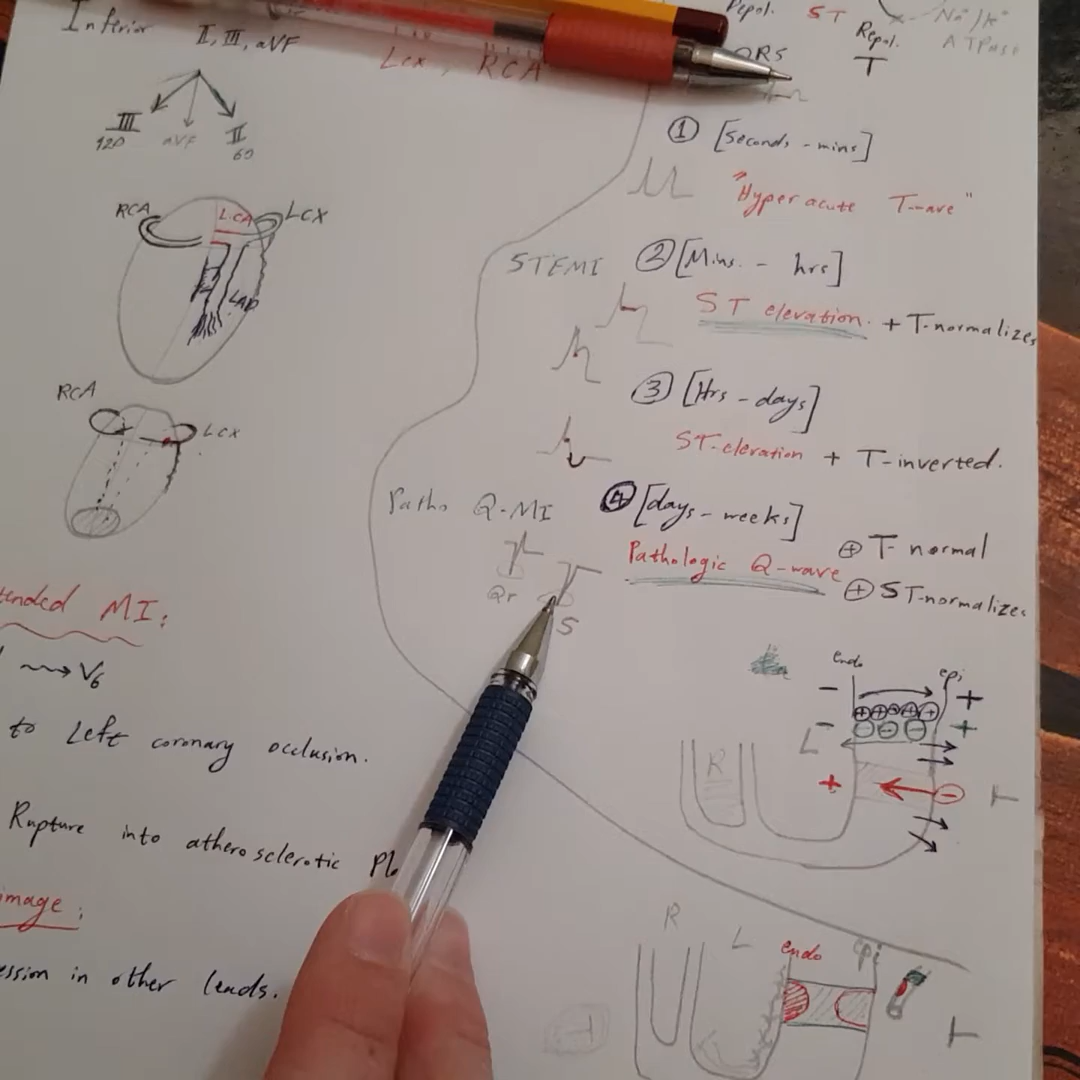 Inferior II, III, aVF
Lcx, RCA
III
120
aVF
II
60
RCA
LCA
LCX
LAD
RCA
LCX
tended MI:
V6
to Left coronary occlusion.
Rupture into atherosclerotic Pl
image:
ession in other leads.
Depol. ST
Repol.
Na+/K+
ATPase
QRS
T
① [Seconds - mins]
"Hyperacute T-wave"
STEMI
② [Mins. - hrs]
ST elevation. + T-normalizes
③ [Hrs - days]
ST-elevation + T-inverted.
Patho Q-MI
④ [days - weeks]
Pathologic Q-wave
⊕ T-normal
⊕ ST-normalizes
Qr
S
endo
epi
R
L
R
L
endo
epi